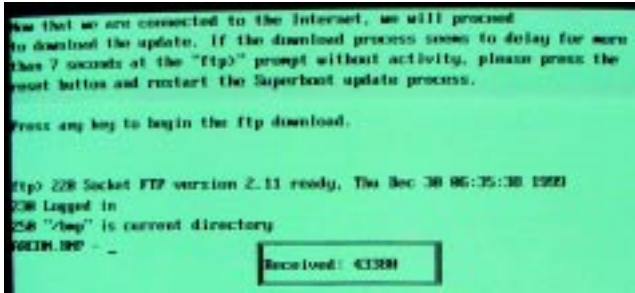 Now that we are connected to the Internet, we will proceed
to download the update. If the download process seems to delay for more
than 7 seconds at the "ftp>" prompt without activity, please press the
reset button and restart the Superboot update process.
Press any key to begin the ftp download.
ftp> 220 Socket FTP version 2.11 ready, Thu Dec 30 06:35:38 1999
230 Logged in
250 "/bmp" is current directory
- _
Received: 43380